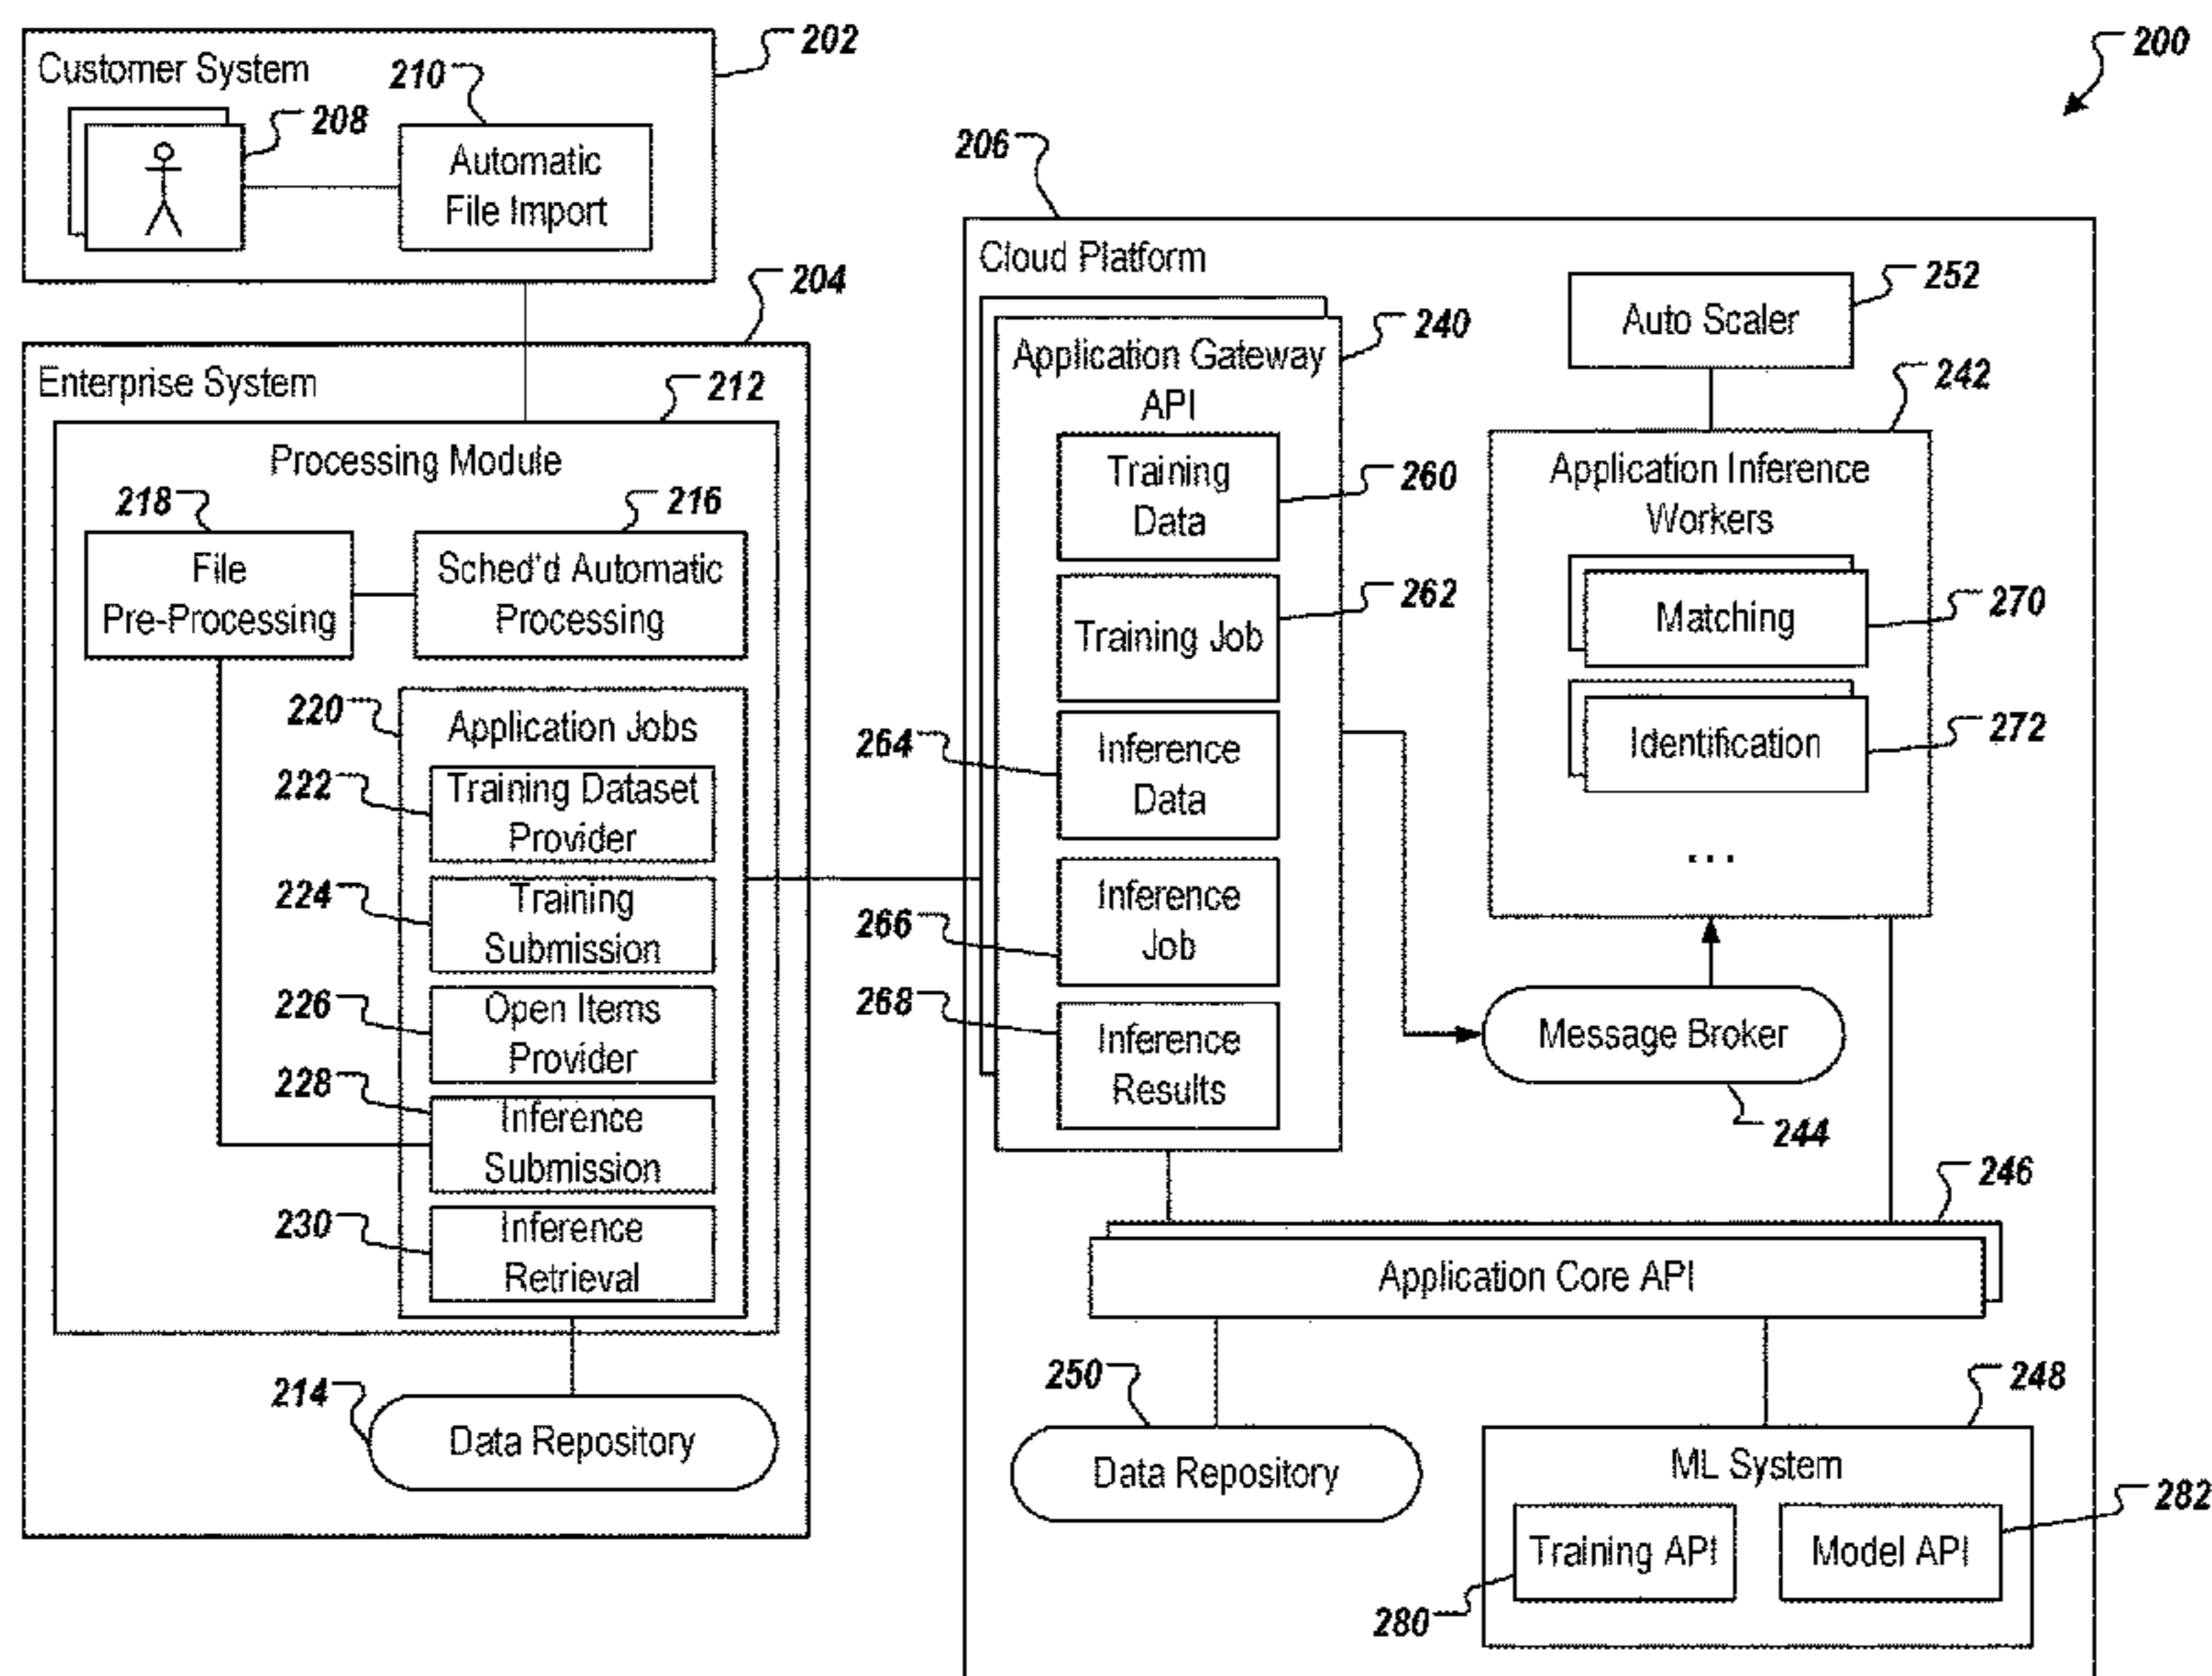 200
202
Customer System
208
210
Automatic
File Import
204
Enterprise System
212
Processing Module
218
File
Pre-Processing
216
Sched'd Automatic
Processing
220
Application Jobs
222
Training Dataset
Provider
224
Training
Submission
226
Open Items
Provider
228
Inference
Submission
230
Inference
Retrieval
214
Data Repository
206
Cloud Platform
240
Application Gateway
API
Training
Data
260
Training Job
262
264
Inference
Data
266
Inference
Job
268
Inference
Results
252
Auto Scaler
242
Application Inference
Workers
Matching
270
Identification
272
...
Message Broker
244
246
Application Core API
250
Data Repository
248
ML System
Training API
280
Model API
282